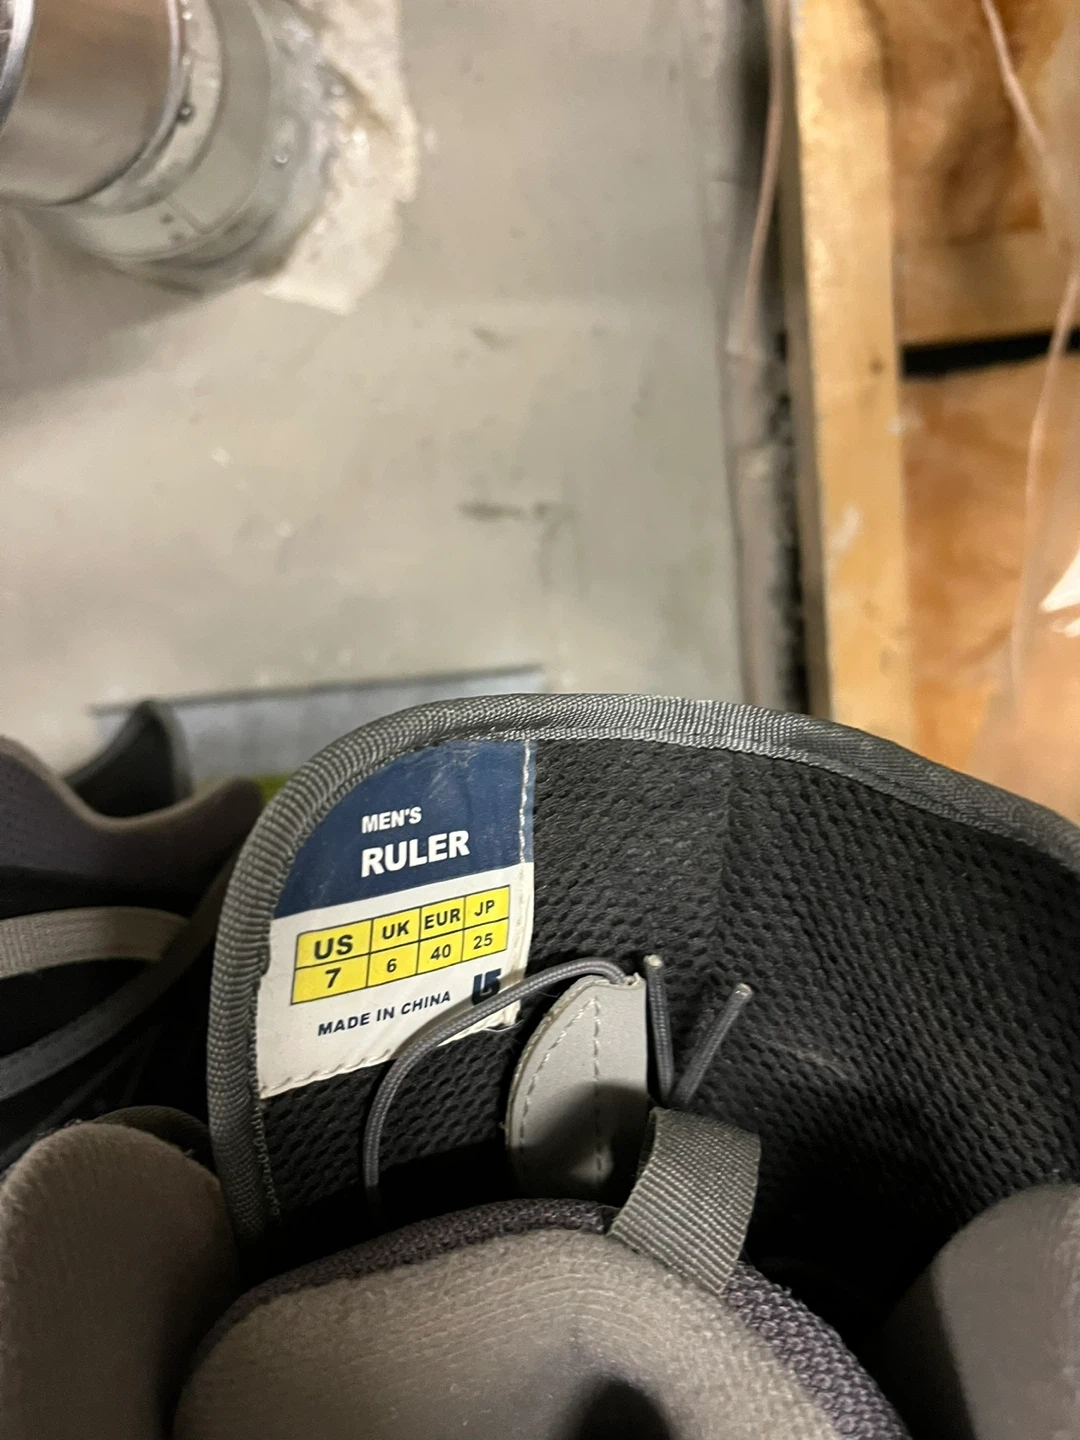 MEN'S
RULER
US UK EUR JP
7 6 40 25
MADE IN CHINA